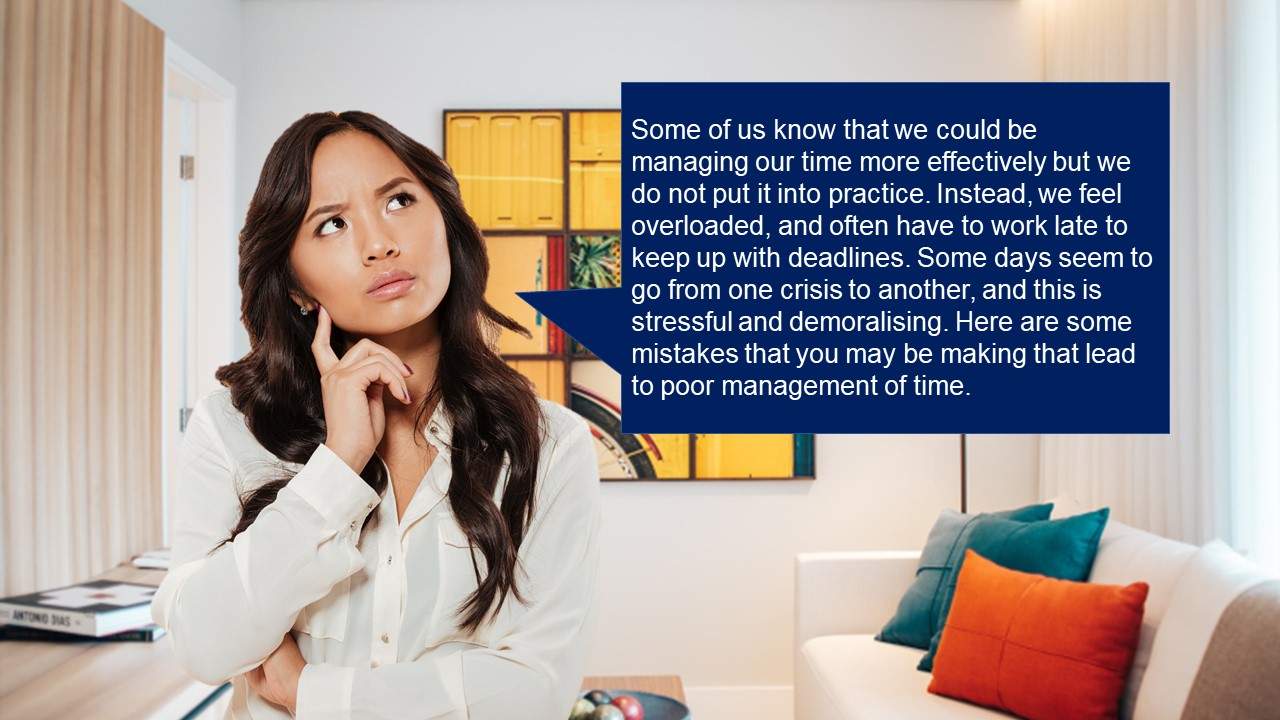 Some of us know that we could be
managing our time more effectively but we
do not put it into practice. Instead, we feel
overloaded, and often have to work late to
keep up with deadlines. Some days seem to
go from one crisis to another, and this is
stressful and demoralising. Here are some
mistakes that you may be making that lead
to poor management of time.
ANTONIO DIAS